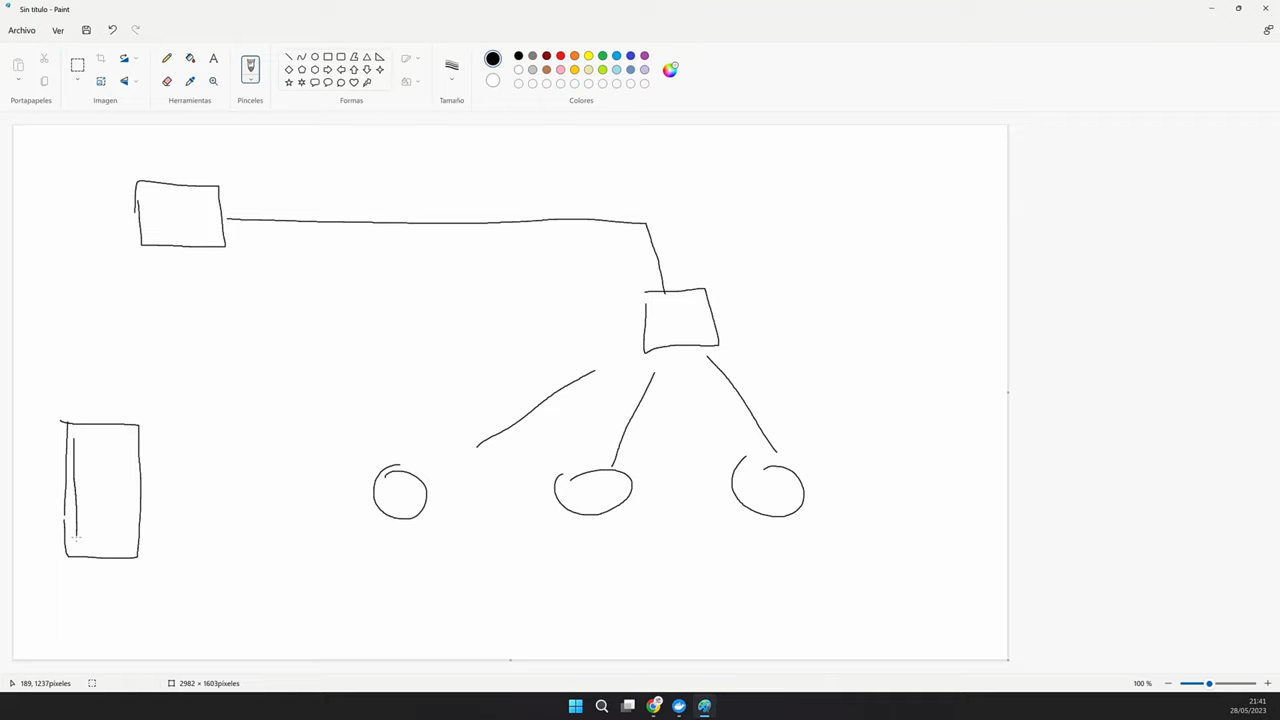 Sin título - Paint
Archivo Ver
Portapapeles Imagen Herramientas Pinceles Formas Tamaño Colores
189, 1237píxeles 2982 × 1603píxeles 100 %
21:41
28/05/2023